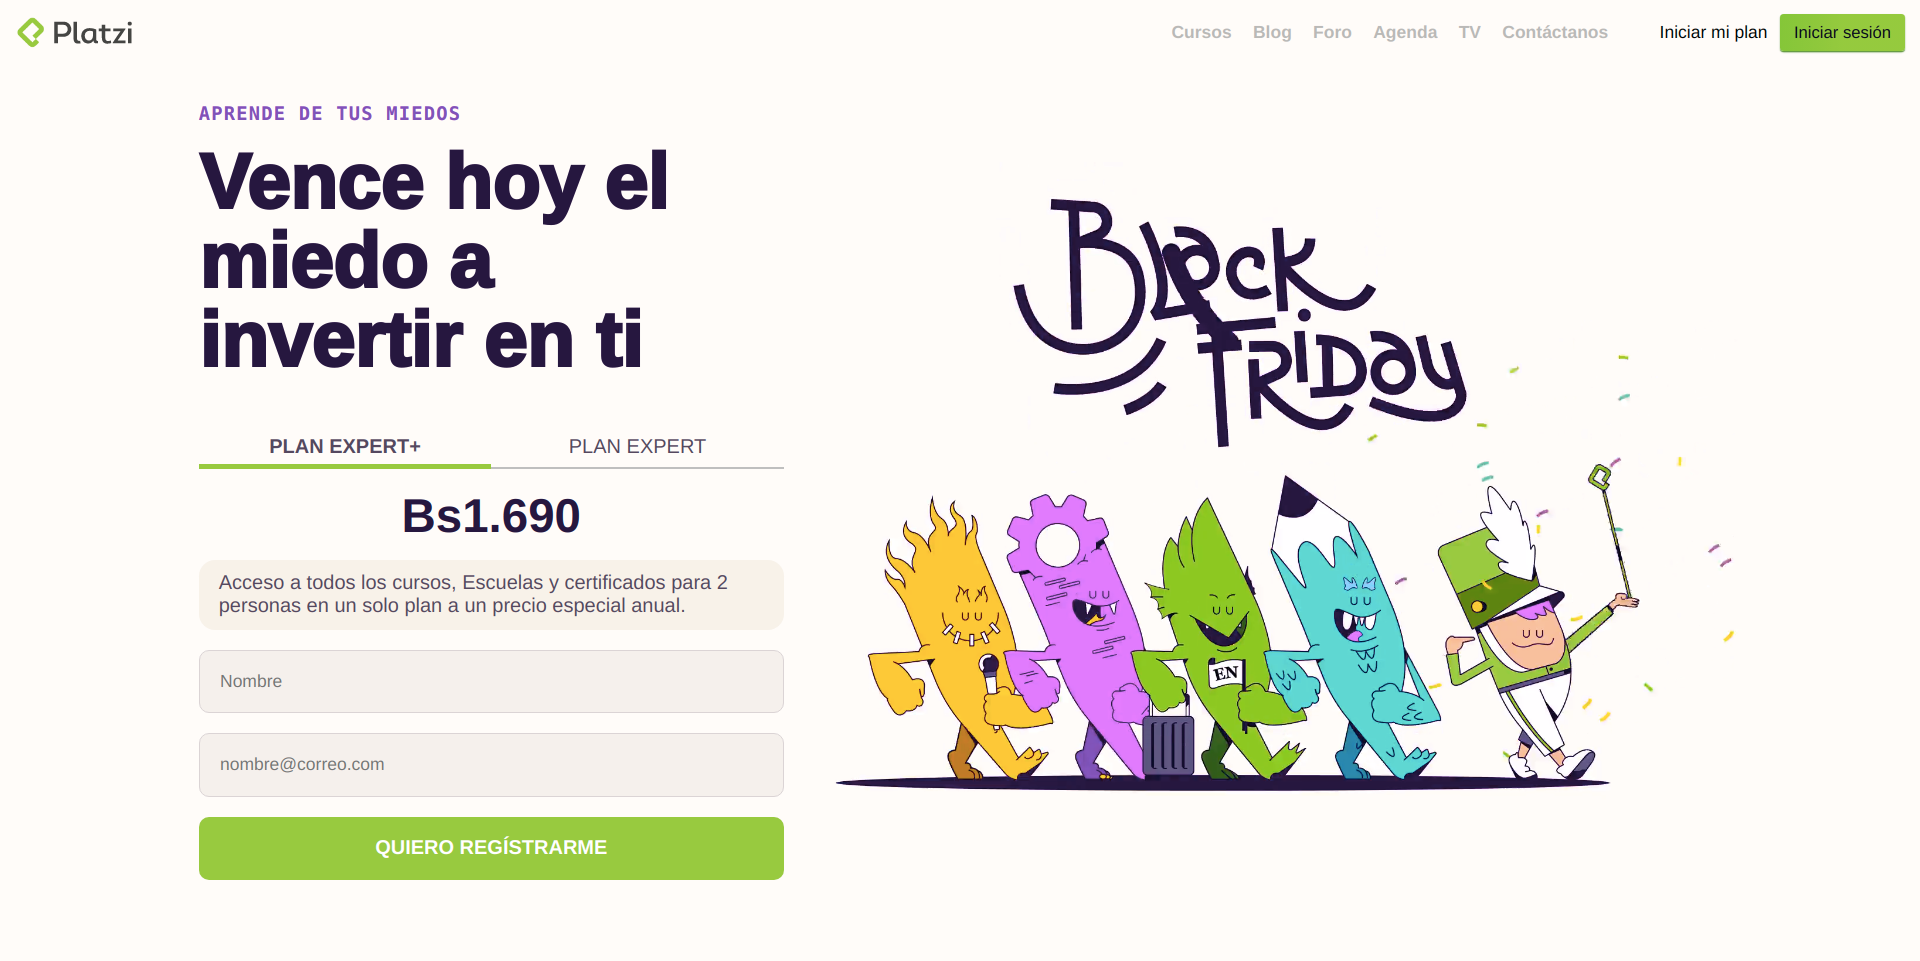 Platzi
Cursos Blog Foro Agenda TV Contáctanos Iniciar mi plan Iniciar sesión
APRENDE DE TUS MIEDOS
Vence hoy el
miedo a
invertir en ti
PLAN EXPERT+ PLAN EXPERT
Bs1.690
Acceso a todos los cursos, Escuelas y certificados para 2
personas en un solo plan a un precio especial anual.
Nombre
nombre@correo.com
QUIERO REGÍSTRARME
Black
Friday
EN